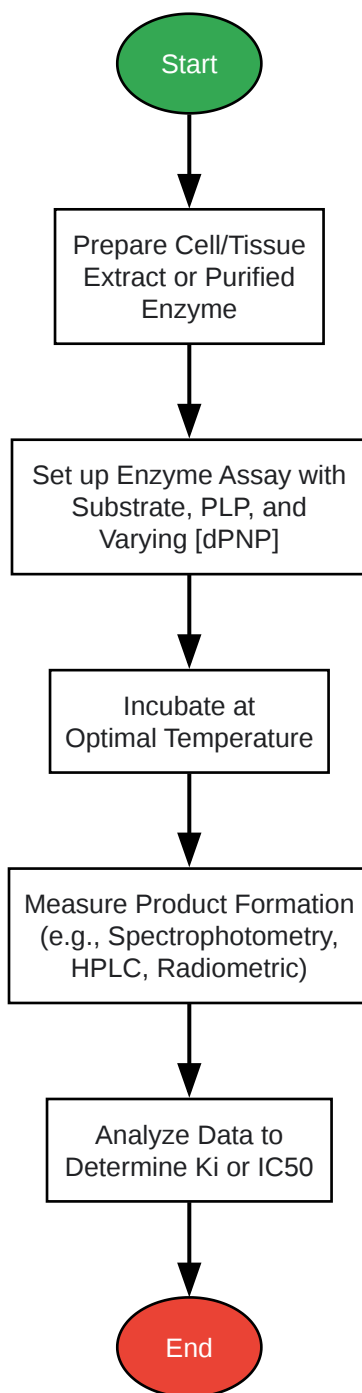 Start
Prepare Cell/Tissue
Extract or Purified
Enzyme
Set up Enzyme Assay with
Substrate, PLP, and
Varying [dPNP]
Incubate at
Optimal Temperature
Measure Product Formation
(e.g., Spectrophotometry,
HPLC, Radiometric)
Analyze Data to
Determine Ki or IC50
End